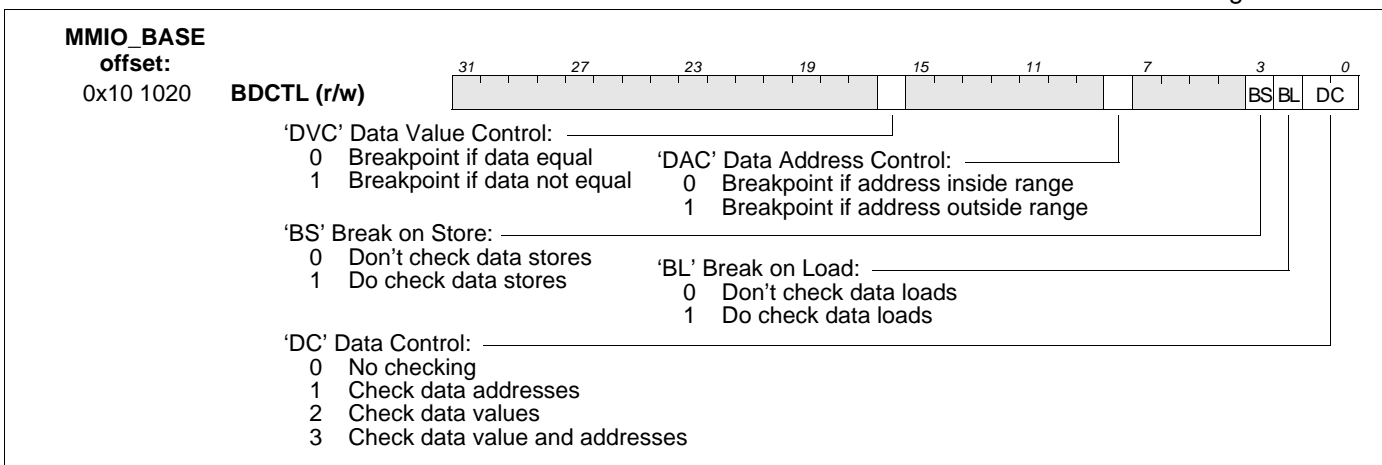 MMIO_BASE
offset:
31 27 23 19 15 11 7 3 0
0x10 1020 BDCTL (r/w) BS BL DC
‘DVC’ Data Value Control:
0 Breakpoint if data equal
1 Breakpoint if data not equal
‘DAC’ Data Address Control:
0 Breakpoint if address inside range
1 Breakpoint if address outside range
‘BS’ Break on Store:
0 Don’t check data stores
1 Do check data stores
‘BL’ Break on Load:
0 Don’t check data loads
1 Do check data loads
‘DC’ Data Control:
0 No checking
1 Check data addresses
2 Check data values
3 Check data value and addresses